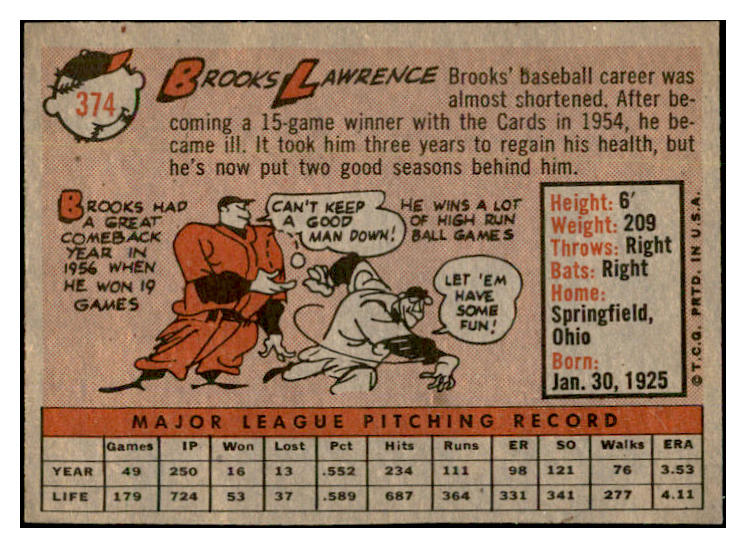 374
BROOKS LAWRENCE
Brooks' baseball career was
almost shortened. After be-
coming a 15-game winner with the Cards in 1954, he be-
came ill. It took him three years to regain his health, but
he's now put two good seasons behind him.
BROOKS HAD
A GREAT
COMEBACK
YEAR IN
1956 WHEN
HE WON 19
GAMES
CAN'T KEEP
A GOOD
MAN DOWN!
HE WINS A LOT
OF HIGH RUN
BALL GAMES
LET 'EM
HAVE
SOME
FUN!
Height: 6'
Weight: 209
Throws: Right
Bats: Right
Home:
Springfield,
Ohio
Born:
Jan. 30, 1925
© T.C.G. PRTD. IN U.S.A.
MAJOR LEAGUE PITCHING RECORD
Games IP Won Lost Pct Hits Runs ER SO Walks ERA
YEAR 49 250 16 13 .552 234 111 98 121 76 3.53
LIFE 179 724 53 37 .589 687 364 331 341 277 4.11